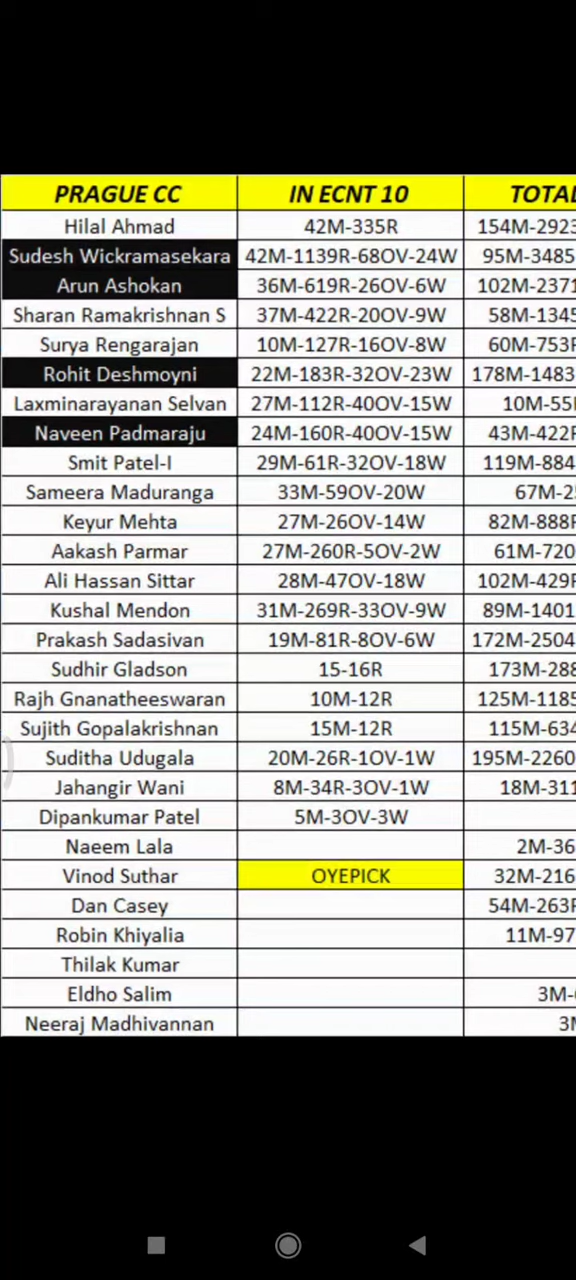 PRAGUE CC IN ECNT 10 TOTAL
Hilal Ahmad 42M-335R 154M-2923
Sudesh Wickramasekara 42M-1139R-68OV-24W 95M-3485
Arun Ashokan 36M-619R-26OV-6W 102M-2371
Sharan Ramakrishnan S 37M-422R-20OV-9W 58M-1345
Surya Rengarajan 10M-127R-16OV-8W 60M-753R
Rohit Deshmoyni 22M-183R-32OV-23W 178M-1483
Laxminarayanan Selvan 27M-112R-40OV-15W 10M-55
Naveen Padmaraju 24M-160R-40OV-15W 43M-422R
Smit Patel-I 29M-61R-32OV-18W 119M-884
Sameera Maduranga 33M-59OV-20W 67M-2
Keyur Mehta 27M-26OV-14W 82M-888R
Aakash Parmar 27M-260R-5OV-2W 61M-720
Ali Hassan Sittar 28M-47OV-18W 102M-429R
Kushal Mendon 31M-269R-33OV-9W 89M-1401
Prakash Sadasivan 19M-81R-8OV-6W 172M-2504
Sudhir Gladson 15-16R 173M-288
Rajh Gnanatheeswaran 10M-12R 125M-1185
Sujith Gopalakrishnan 15M-12R 115M-634
Suditha Udugala 20M-26R-1OV-1W 195M-2260
Jahangir Wani 8M-34R-3OV-1W 18M-311
Dipankumar Patel 5M-3OV-3W
Naeem Lala 2M-36
Vinod Suthar OYEPICK 32M-216
Dan Casey 54M-263R
Robin Khiyalia 11M-97
Thilak Kumar
Eldho Salim 3M-
Neeraj Madhivannan 3M